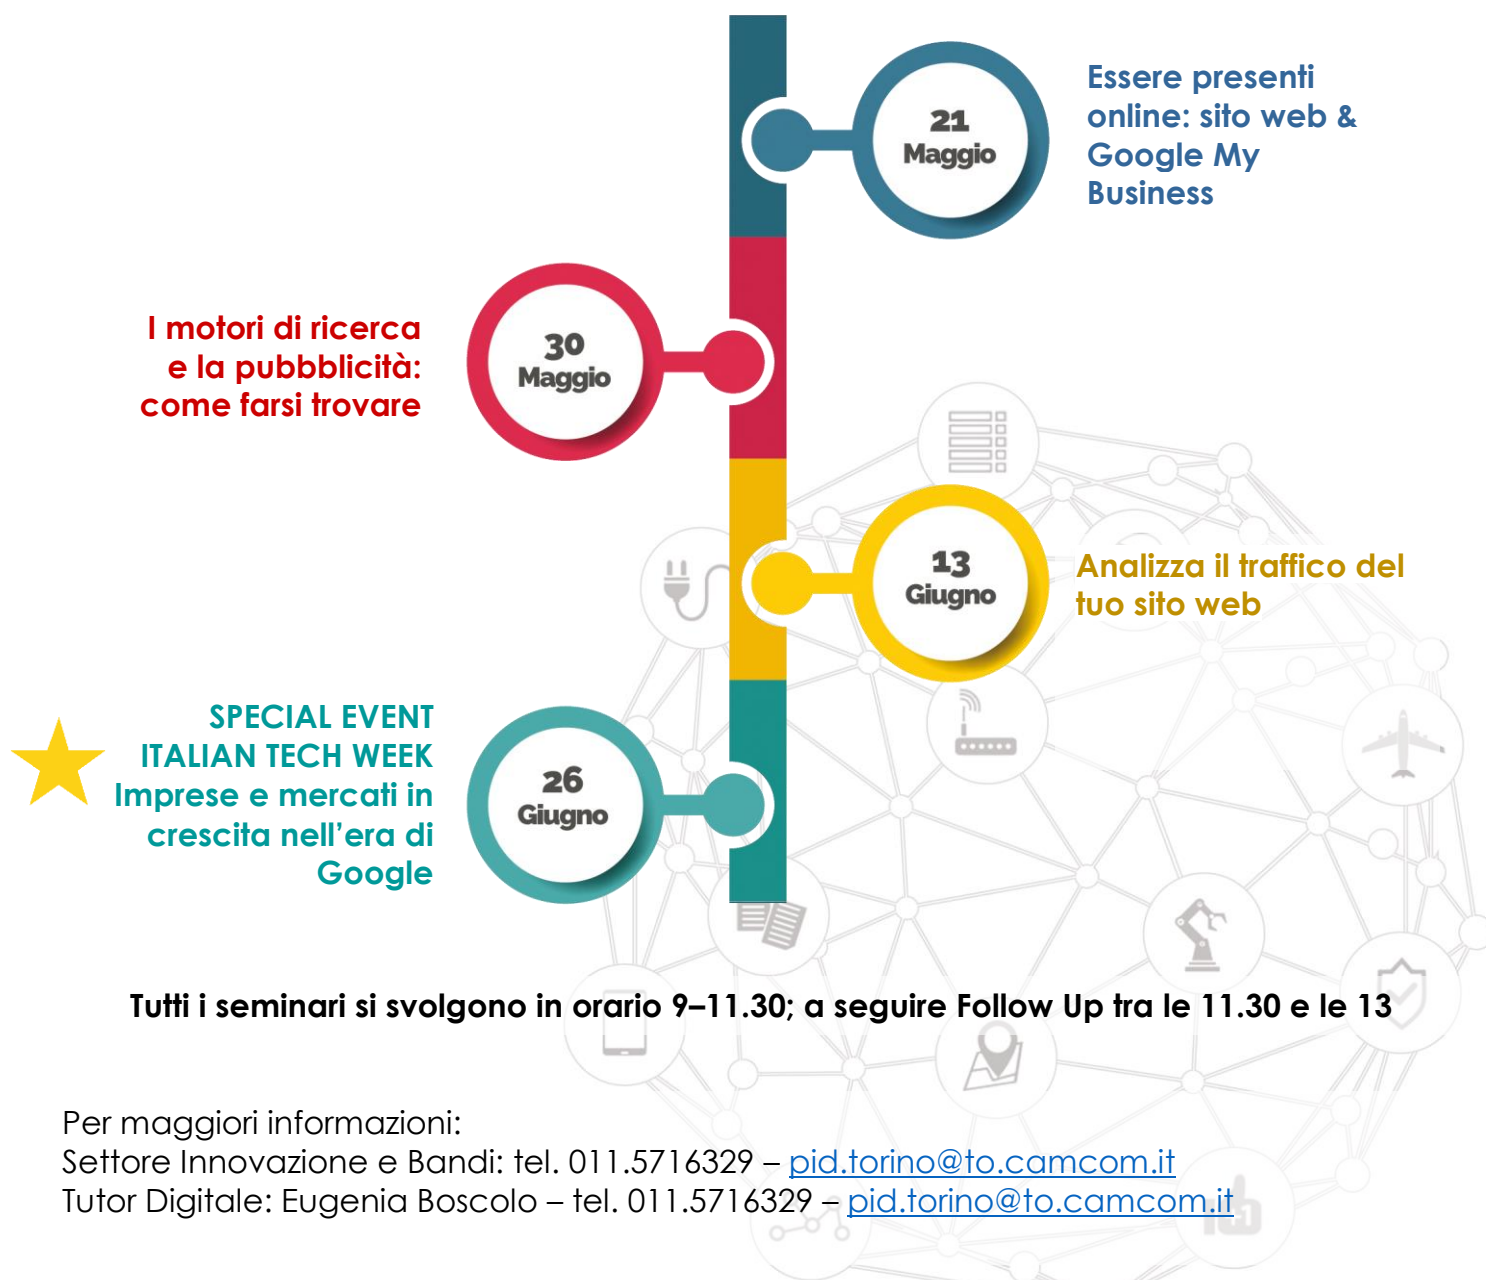 21
Maggio
Essere presenti
online: sito web &
Google My
Business
I motori di ricerca
e la pubbblicità:
come farsi trovare
30
Maggio
13
Giugno
Analizza il traffico del
tuo sito web
SPECIAL EVENT
ITALIAN TECH WEEK
Imprese e mercati in
crescita nell’era di
Google
26
Giugno
Tutti i seminari si svolgono in orario 9–11.30; a seguire Follow Up tra le 11.30 e le 13
Per maggiori informazioni:
Settore Innovazione e Bandi: tel. 011.5716329 – pid.torino@to.camcom.it
Tutor Digitale: Eugenia Boscolo – tel. 011.5716329 – pid.torino@to.camcom.it
+1